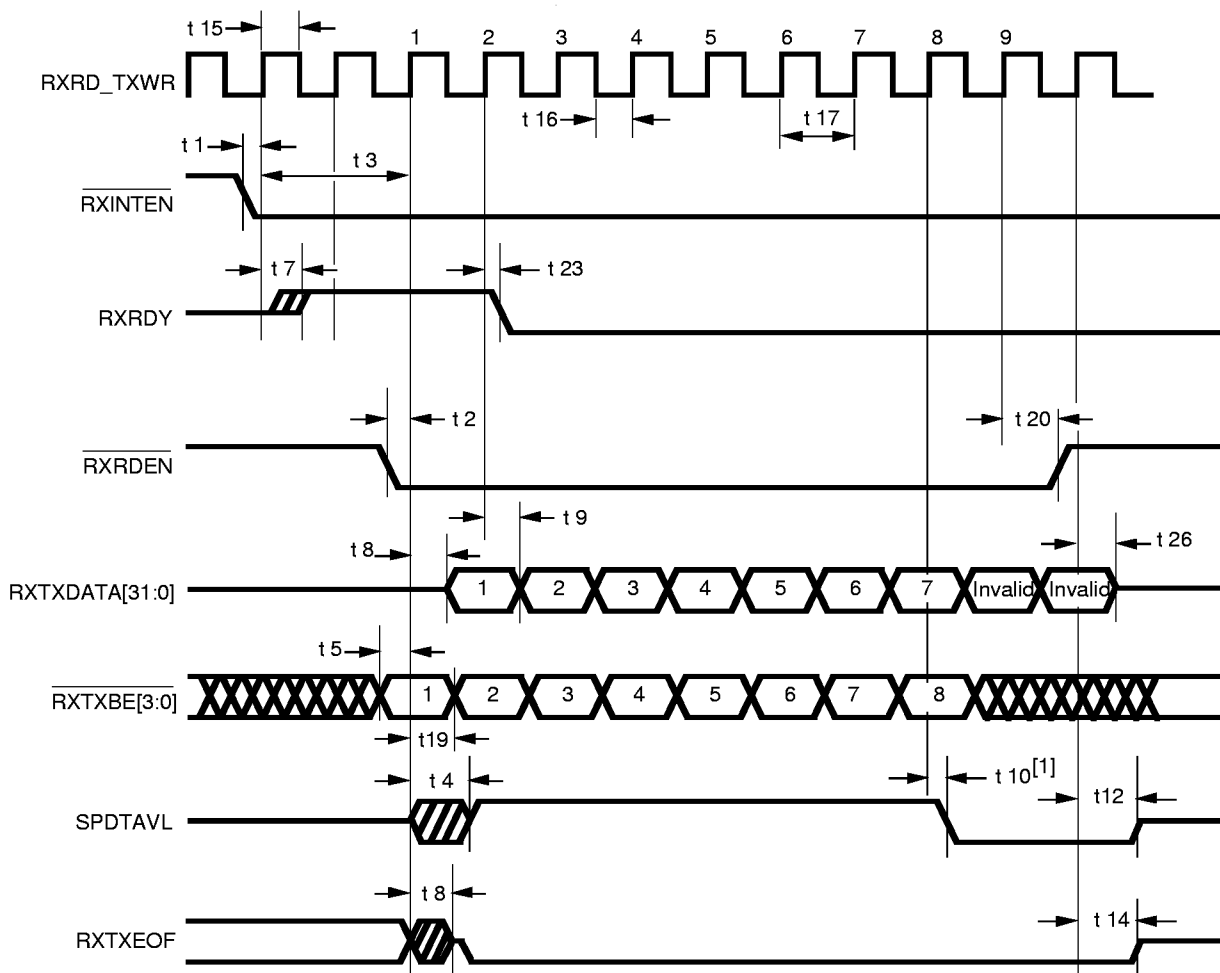 t 15
1 2 3 4 5 6 7 8 9
RXRD_TXWR
t 16 t 17
t 1 t 3
RXINTEN
t 7 t 23
RXRDY
t 2 t 20
RXRDEN
t 9
t 8 t 26
RXTXDATA[31:0] 1 2 3 4 5 6 7 Invalid Invalid
t 5
RXTXBE[3:0] 1 2 3 4 5 6 7 8
t19
t 4 t 10[1] t12
SPDTAVL
t 8 t 14
RXTXEOF